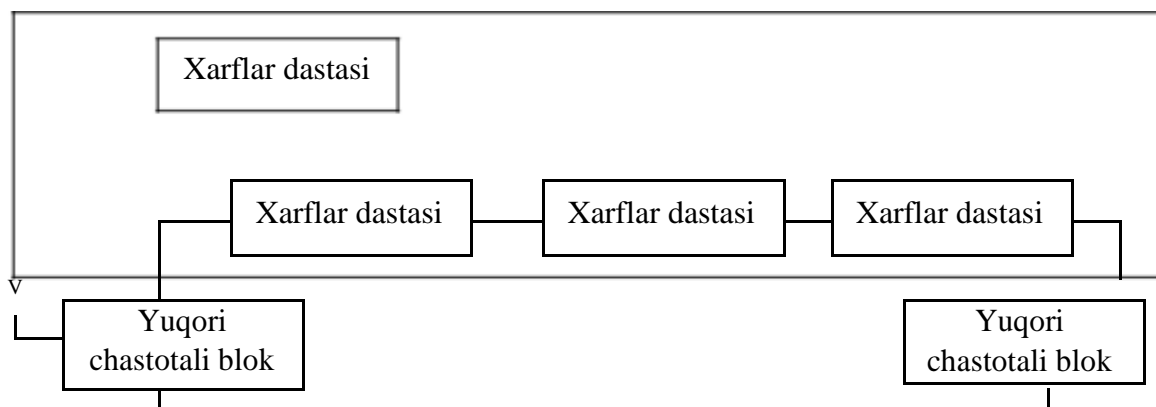 Xarflar dastasi
Xarflar dastasi
Xarflar dastasi
Xarflar dastasi
V
Yuqori
chastotali blok
Yuqori
chastotali blok